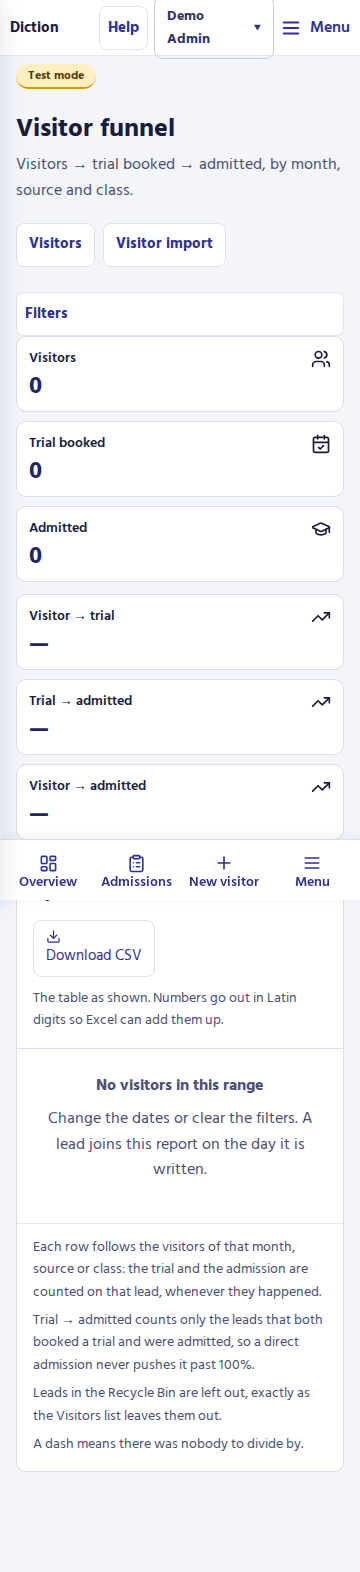 Diction
Help
Demo
Admin
Menu
Test mode
Visitor funnel
Visitors → trial booked → admitted, by month,
source and class.
Visitors
Visitor import
Filters
Visitors
0
Trial booked
0
Admitted
0
Visitor → trial
—
Trial → admitted
—
Visitor → admitted
—
Overview
Admissions
New visitor
Menu
Download CSV
The table as shown. Numbers go out in Latin
digits so Excel can add them up.
No visitors in this range
Change the dates or clear the filters. A
lead joins this report on the day it is
written.
Each row follows the visitors of that month,
source or class: the trial and the admission are
counted on that lead, whenever they happened.
Trial → admitted counts only the leads that both
booked a trial and were admitted, so a direct
admission never pushes it past 100%.
Leads in the Recycle Bin are left out, exactly as
the Visitors list leaves them out.
A dash means there was nobody to divide by.